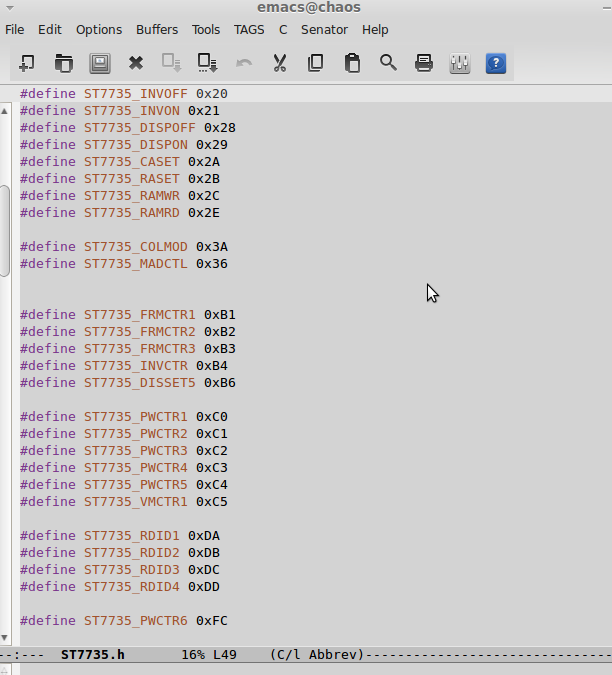 emacs@chaos
File Edit Options Buffers Tools TAGS C Senator Help
#define ST7735_INVOFF 0x20
#define ST7735_INVON 0x21
#define ST7735_DISPOFF 0x28
#define ST7735_DISPON 0x29
#define ST7735_CASET 0x2A
#define ST7735_RASET 0x2B
#define ST7735_RAMWR 0x2C
#define ST7735_RAMRD 0x2E
#define ST7735_COLMOD 0x3A
#define ST7735_MADCTL 0x36
#define ST7735_FRMCTR1 0xB1
#define ST7735_FRMCTR2 0xB2
#define ST7735_FRMCTR3 0xB3
#define ST7735_INVCTR 0xB4
#define ST7735_DISSET5 0xB6
#define ST7735_PWCTR1 0xC0
#define ST7735_PWCTR2 0xC1
#define ST7735_PWCTR3 0xC2
#define ST7735_PWCTR4 0xC3
#define ST7735_PWCTR5 0xC4
#define ST7735_VMCTR1 0xC5
#define ST7735_RDID1 0xDA
#define ST7735_RDID2 0xDB
#define ST7735_RDID3 0xDC
#define ST7735_RDID4 0xDD
#define ST7735_PWCTR6 0xFC
--:--- ST7735.h 16% L49 (C/l Abbrev)-------------------------------